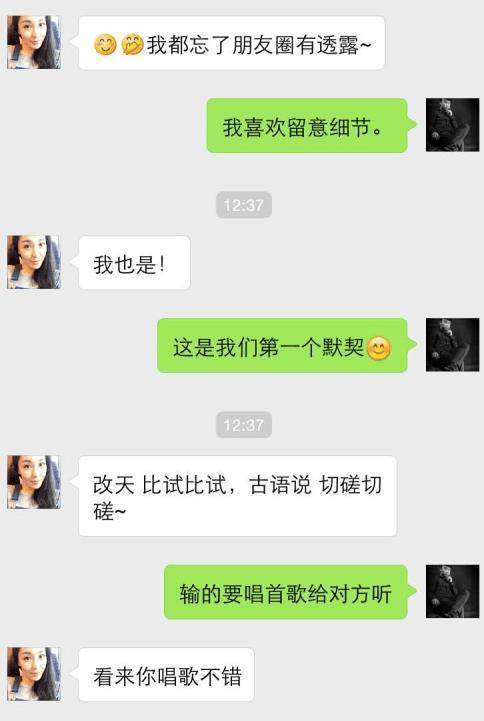 我都忘了朋友圈有透露~
我喜欢留意细节。
12:37
我也是！
这是我们第一个默契
12:37
改天 比试比试，古语说 切磋切
磋~
输的要唱首歌给对方听
看来你唱歌不错